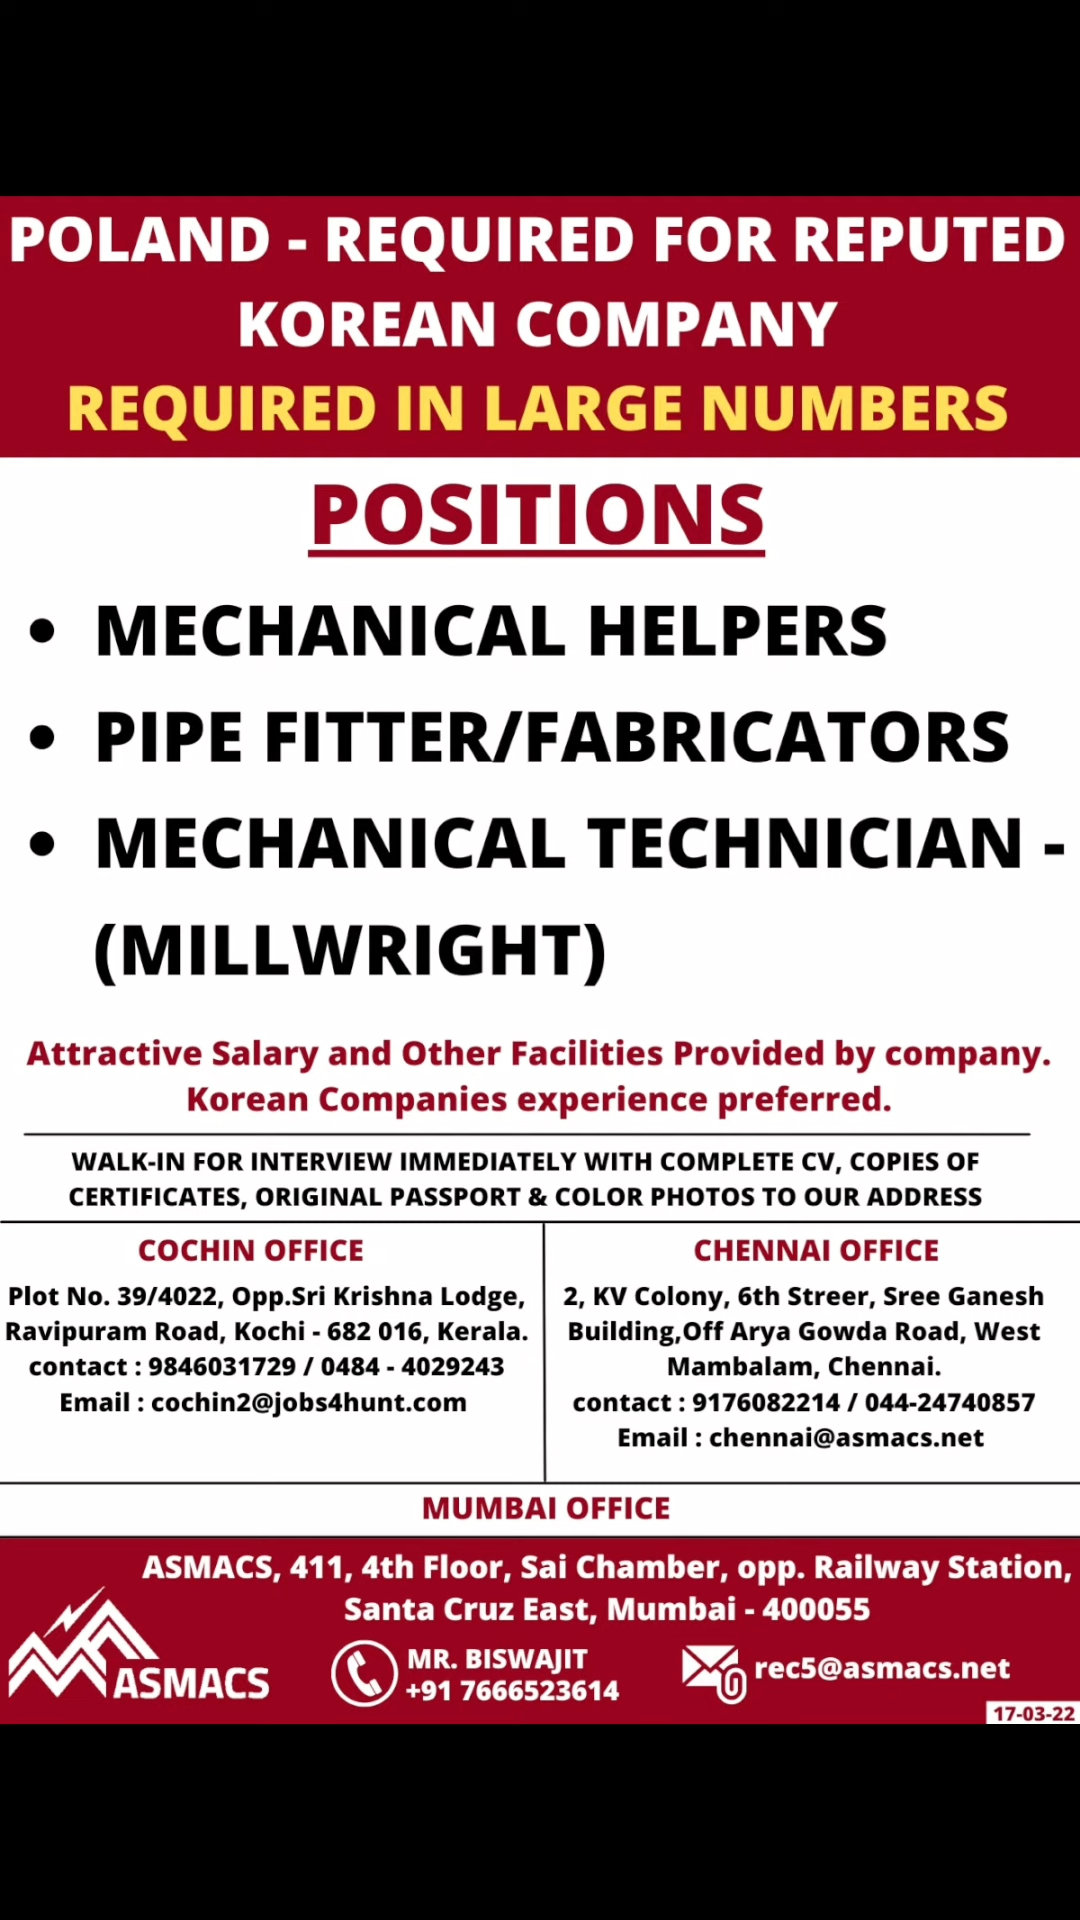 POLAND - REQUIRED FOR REPUTED
KOREAN COMPANY
REQUIRED IN LARGE NUMBERS
POSITIONS
• MECHANICAL HELPERS
• PIPE FITTER/FABRICATORS
• MECHANICAL TECHNICIAN -
(MILLWRIGHT)
Attractive Salary and Other Facilities Provided by company.
Korean Companies experience preferred.
WALK-IN FOR INTERVIEW IMMEDIATELY WITH COMPLETE CV, COPIES OF
CERTIFICATES, ORIGINAL PASSPORT & COLOR PHOTOS TO OUR ADDRESS
COCHIN OFFICE
Plot No. 39/4022, Opp.Sri Krishna Lodge,
Ravipuram Road, Kochi - 682 016, Kerala.
contact : 9846031729 / 0484 - 4029243
Email : cochin2@jobs4hunt.com
CHENNAI OFFICE
2, KV Colony, 6th Streer, Sree Ganesh
Building,Off Arya Gowda Road, West
Mambalam, Chennai.
contact : 9176082214 / 044-24740857
Email : chennai@asmacs.net
MUMBAI OFFICE
ASMACS, 411, 4th Floor, Sai Chamber, opp. Railway Station,
Santa Cruz East, Mumbai - 400055
ASMACS
MR. BISWAJIT
+91 7666523614
rec5@asmacs.net
17-03-22